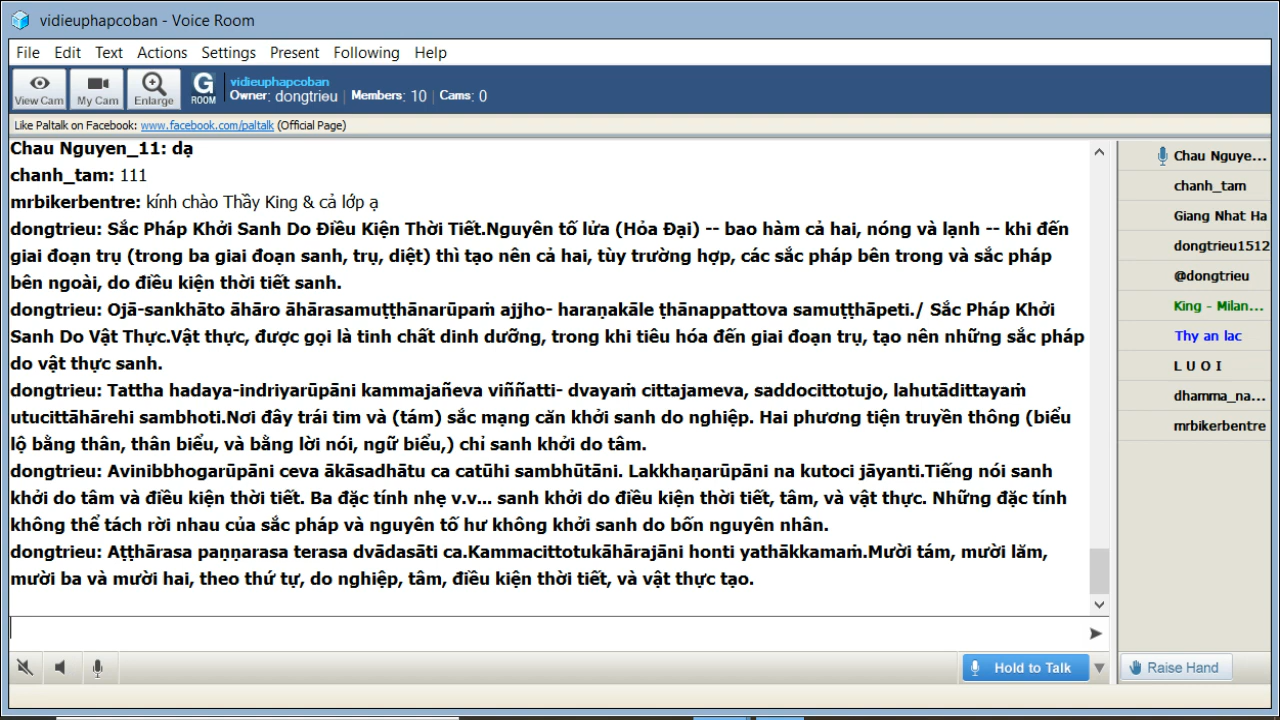 vidieuphapcoban - Voice Room
File Edit Text Actions Settings Present Following Help
View Cam My Cam Enlarge G ROOM
vidieuphapcoban
Owner: dongtrieu | Members: 10 | Cams: 0
Like Paltalk on Facebook: www.facebook.com/paltalk (Official Page)
Chau Nguyen_11: dạ
chanh_tam: 111
mrbikerbentre: kính chào Thầy King & cả lớp ạ
dongtrieu: Sắc Pháp Khởi Sanh Do Điều Kiện Thời Tiết.Nguyên tố lửa (Hỏa Đại) -- bao hàm cả hai, nóng và lạnh -- khi đến
giai đoạn trụ (trong ba giai đoạn sanh, trụ, diệt) thì tạo nên cả hai, tùy trường hợp, các sắc pháp bên trong và sắc pháp
bên ngoài, do điều kiện thời tiết sanh.
dongtrieu: Ojā-sankhāto āhāro āhārasamuṭṭhānarūpaṁ ajjho- haraṇakāle ṭhānappattova samuṭṭhāpeti./ Sắc Pháp Khởi
Sanh Do Vật Thực.Vật thực, được gọi là tinh chất dinh dưỡng, trong khi tiêu hóa đến giai đoạn trụ, tạo nên những sắc pháp
do vật thực sanh.
dongtrieu: Tattha hadaya-indriyarūpāni kammajañeva viññatti- dvayaṁ cittajameva, saddocittotujo, lahutādittayaṁ
utucittāhārehi sambhoti.Nơi đây trái tim và (tám) sắc mạng căn khởi sanh do nghiệp. Hai phương tiện truyền thông (biểu
lộ bằng thân, thân biểu, và bằng lời nói, ngữ biểu,) chỉ sanh khởi do tâm.
dongtrieu: Avinibbhogarūpāni ceva ākāsadhātu ca catūhi sambhūtāni. Lakkhaṇarūpāni na kutoci jāyanti.Tiếng nói sanh
khởi do tâm và điều kiện thời tiết. Ba đặc tính nhẹ v.v... sanh khởi do điều kiện thời tiết, tâm, và vật thực. Những đặc tính
không thể tách rời nhau của sắc pháp và nguyên tố hư không khởi sanh do bốn nguyên nhân.
dongtrieu: Aṭṭhārasa paṇṇarasa terasa dvādasāti ca.Kammacittotukāhārajāni honti yathākkamaṁ.Mười tám, mười lăm,
mười ba và mười hai, theo thứ tự, do nghiệp, tâm, điều kiện thời tiết, và vật thực tạo.
Chau Nguye...
chanh_tam
Giang Nhat Ha
dongtrieu1512
@dongtrieu
King - Milan...
Thy an lac
L U O I
dhamma_na...
mrbikerbentre
Hold to Talk
Raise Hand